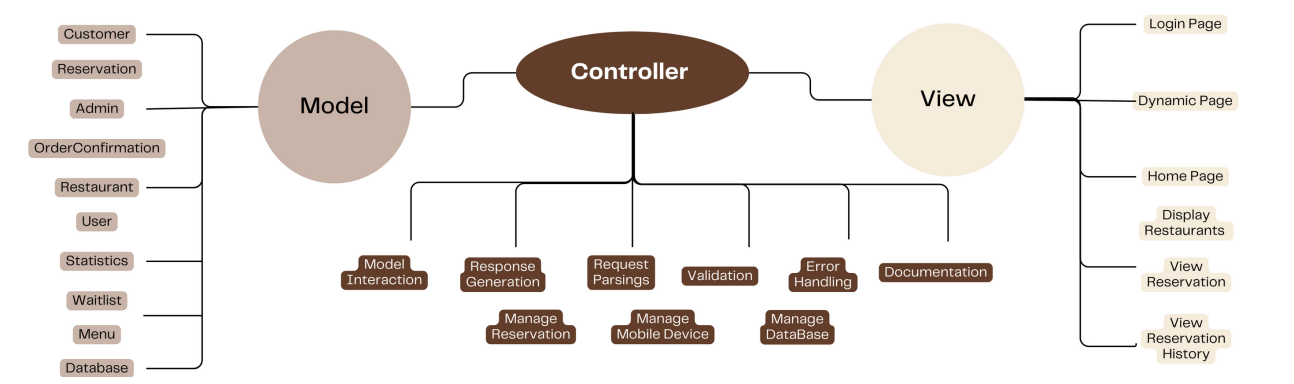 Customer
Reservation
Admin
OrderConfirmation
Restaurant
User
Statistics
Waitlist
Menu
Database
Model
Controller
View
Model
Interaction
Response
Generation
Request
Parsings
Validation
Error
Handling
Documentation
Manage
Reservation
Manage
Mobile Device
Manage
DataBase
Login Page
Dynamic Page
Home Page
Display
Restaurants
View
Reservation
View
Reservation
History